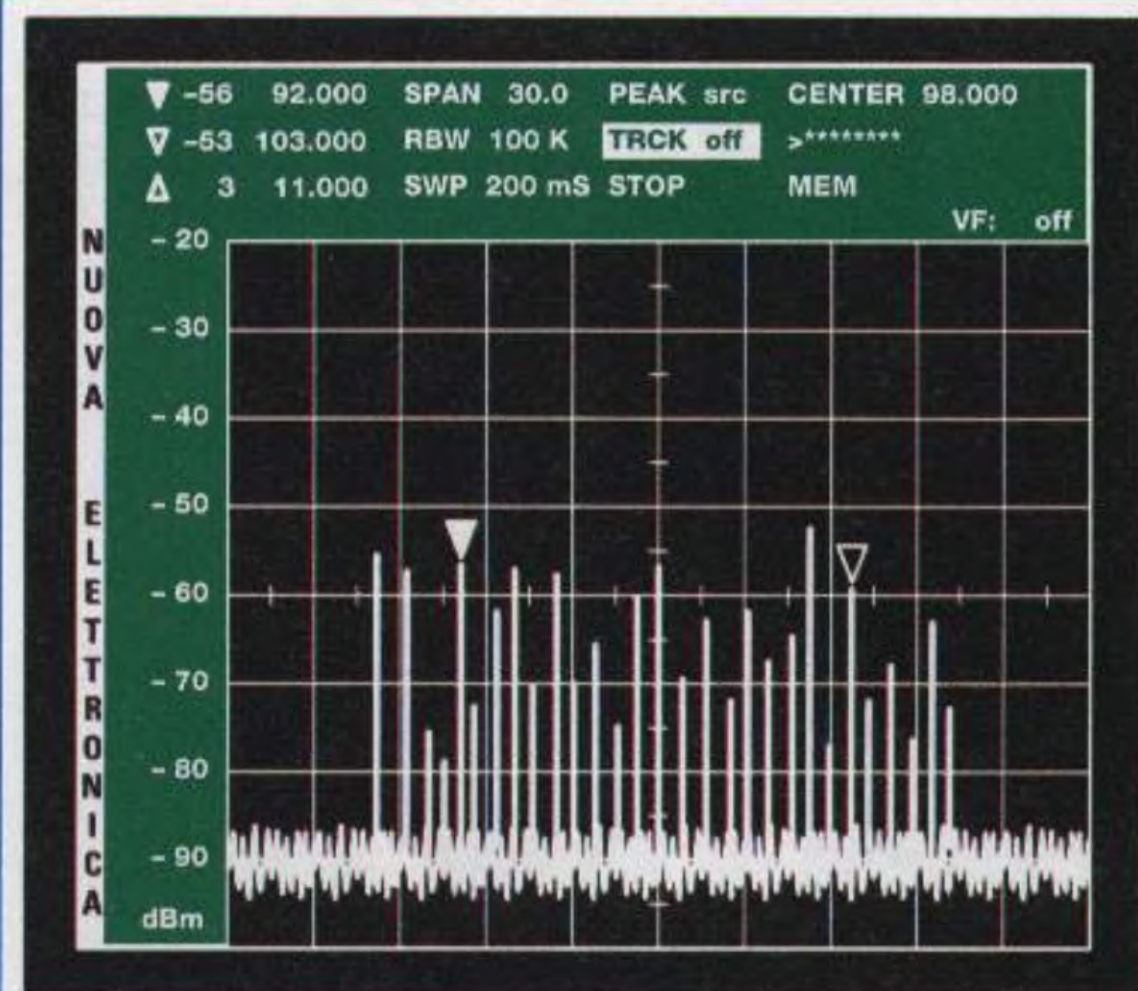 ▼ -56 92.000 SPAN 30.0 PEAK src CENTER 98.000
▽ -53 103.000 RBW 100 K TRCK off >********
△ 3 11.000 SWP 200 mS STOP MEM
VF: off
NUOVA ELETTRONICA
- 20
- 30
- 40
- 50
- 60
- 70
- 80
- 90
dBm